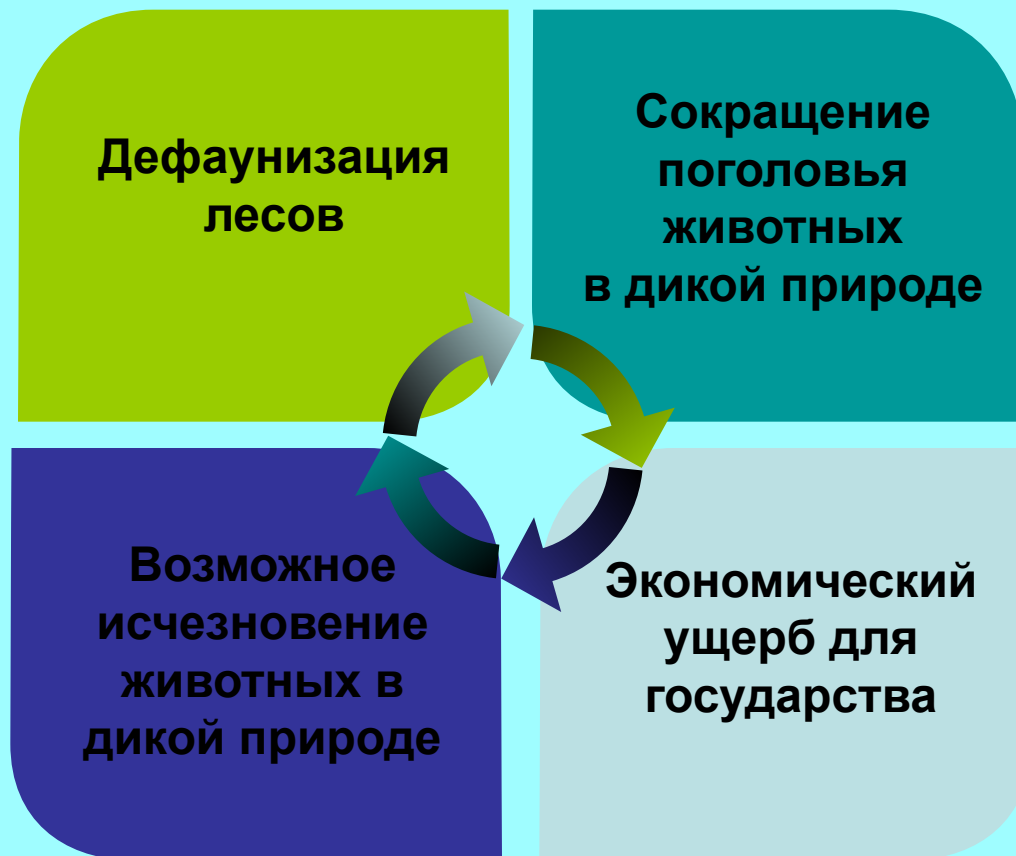 Дефаунизация
лесов
Сокращение
поголовья
животных
в дикой природе
Возможное
исчезновение
животных в
дикой природе
Экономический
ущерб для
государства